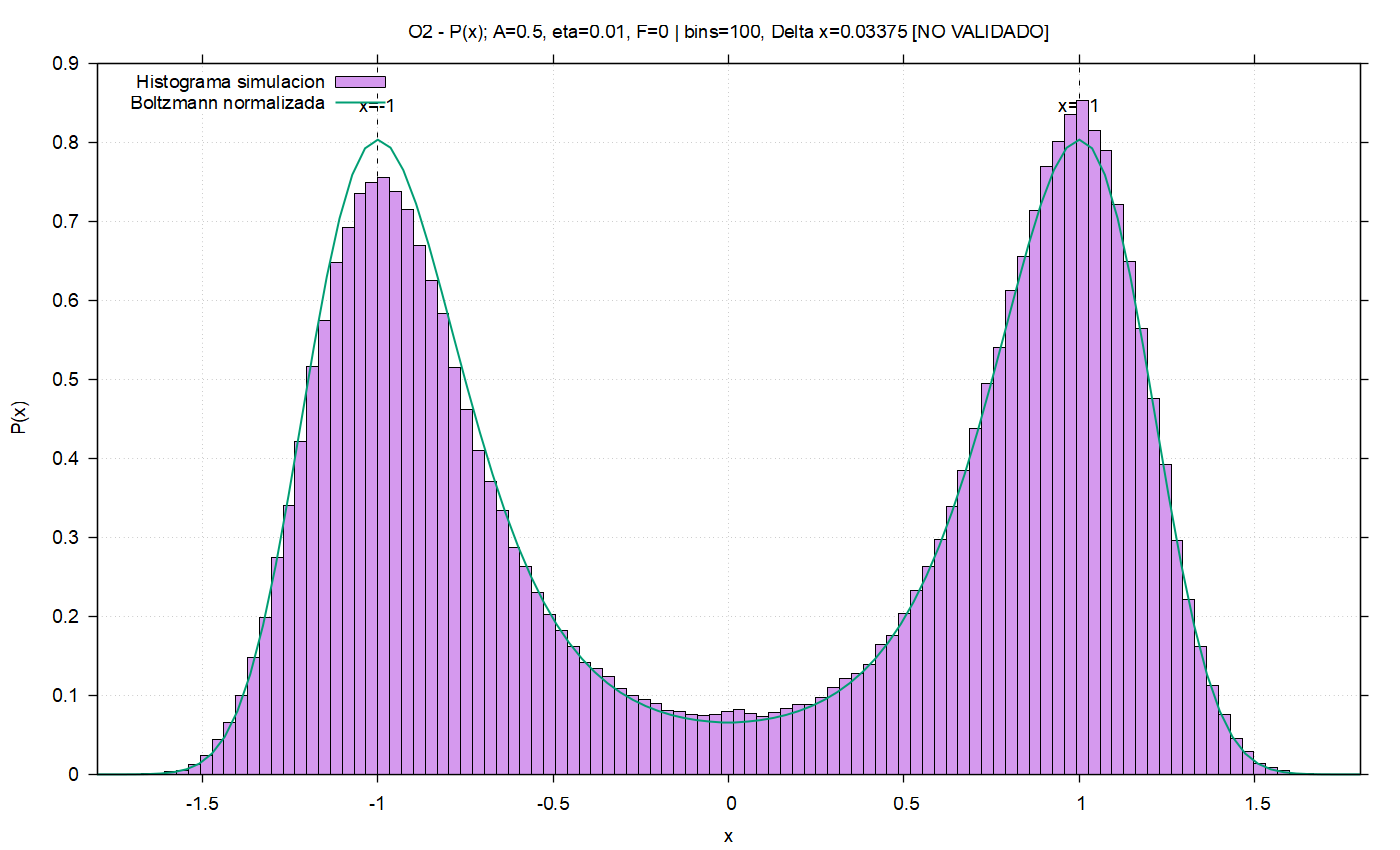 O2 - P(x); A=0.5, eta=0.01, F=0 | bins=100, Delta x=0.03375 [NO VALIDADO]
0.9
Histograma simulacion
Boltzmann normalizada
x=-1
0.8
0.7
0.6
0.5
0.4
0.3
0.2
0.1
0
P(x)
-1.5
-1
-0.5
0
0.5
1
1.5
x